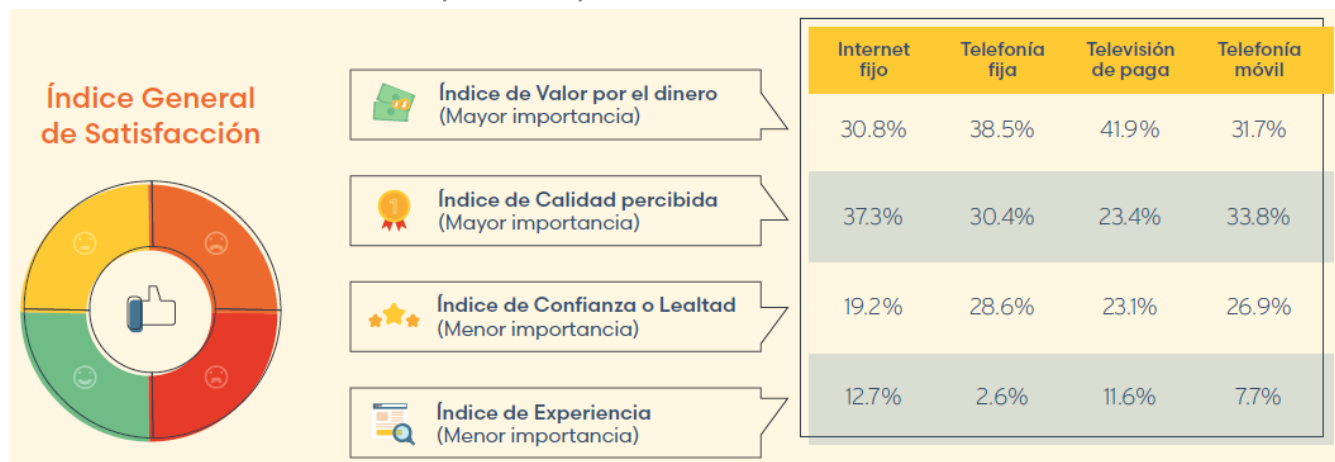 Índice General
de Satisfacción
Índice de Valor por el dinero
(Mayor importancia)
Índice de Calidad percibida
(Mayor importancia)
Índice de Confianza o Lealtad
(Menor importancia)
Índice de Experiencia
(Menor importancia)
Internet fijo Telefonía fija Televisión de paga Telefonía móvil
30.8% 38.5% 41.9% 31.7%
37.3% 30.4% 23.4% 33.8%
19.2% 28.6% 23.1% 26.9%
12.7% 2.6% 11.6% 7.7%
1